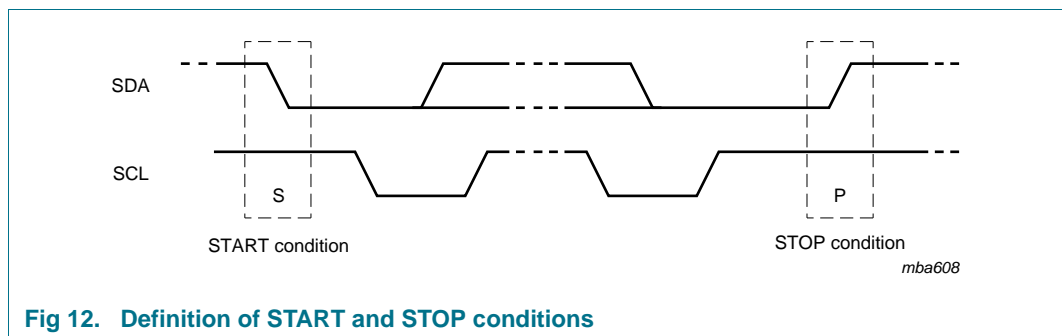 SDA
SCL
S
P
START condition
STOP condition
mba608
Fig 12. Definition of START and STOP conditions